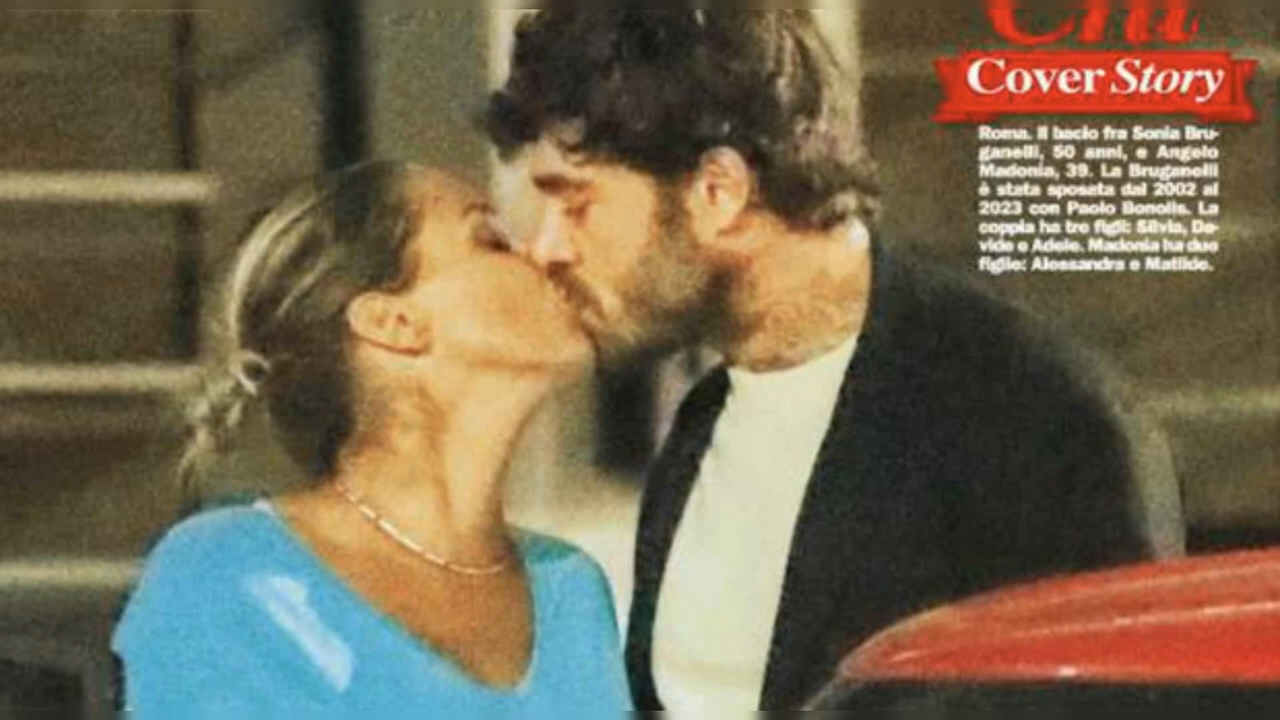 Chi
Cover Story
Roma. Il bacio fra Sonia Bru-
ganelli, 50 anni, e Angelo
Madonia, 39. La Bruganelli
è stata sposata dal 2002 al
2023 con Paolo Bonolis. La
coppia ha tre figli: Silvia, Da-
vide e Adele. Madonia ha due
figlie: Alessandra e Matilde.